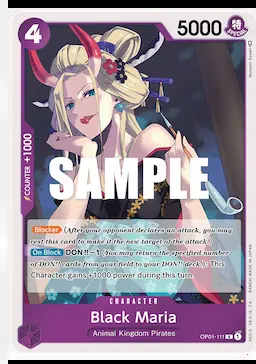 4
5000
特
SPECIAL
COUNTER +1000
SAMPLE
Blocker (After your opponent declares an attack, you may
rest this card to make it the new target of the attack.)
On Block DON!! −1 (You may return the specified number
of DON!! cards from your field to your DON!! deck.): This
Character gains +1000 power during this turn.
CHARACTER
Black Maria
Animal Kingdom Pirates
OP01-111 R 1